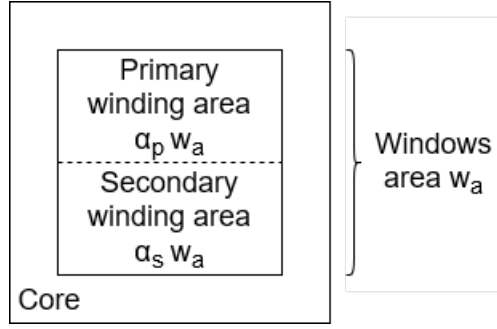 Primary
winding area
αp wa
Secondary
winding area
αs wa
Core
Windows
area wa